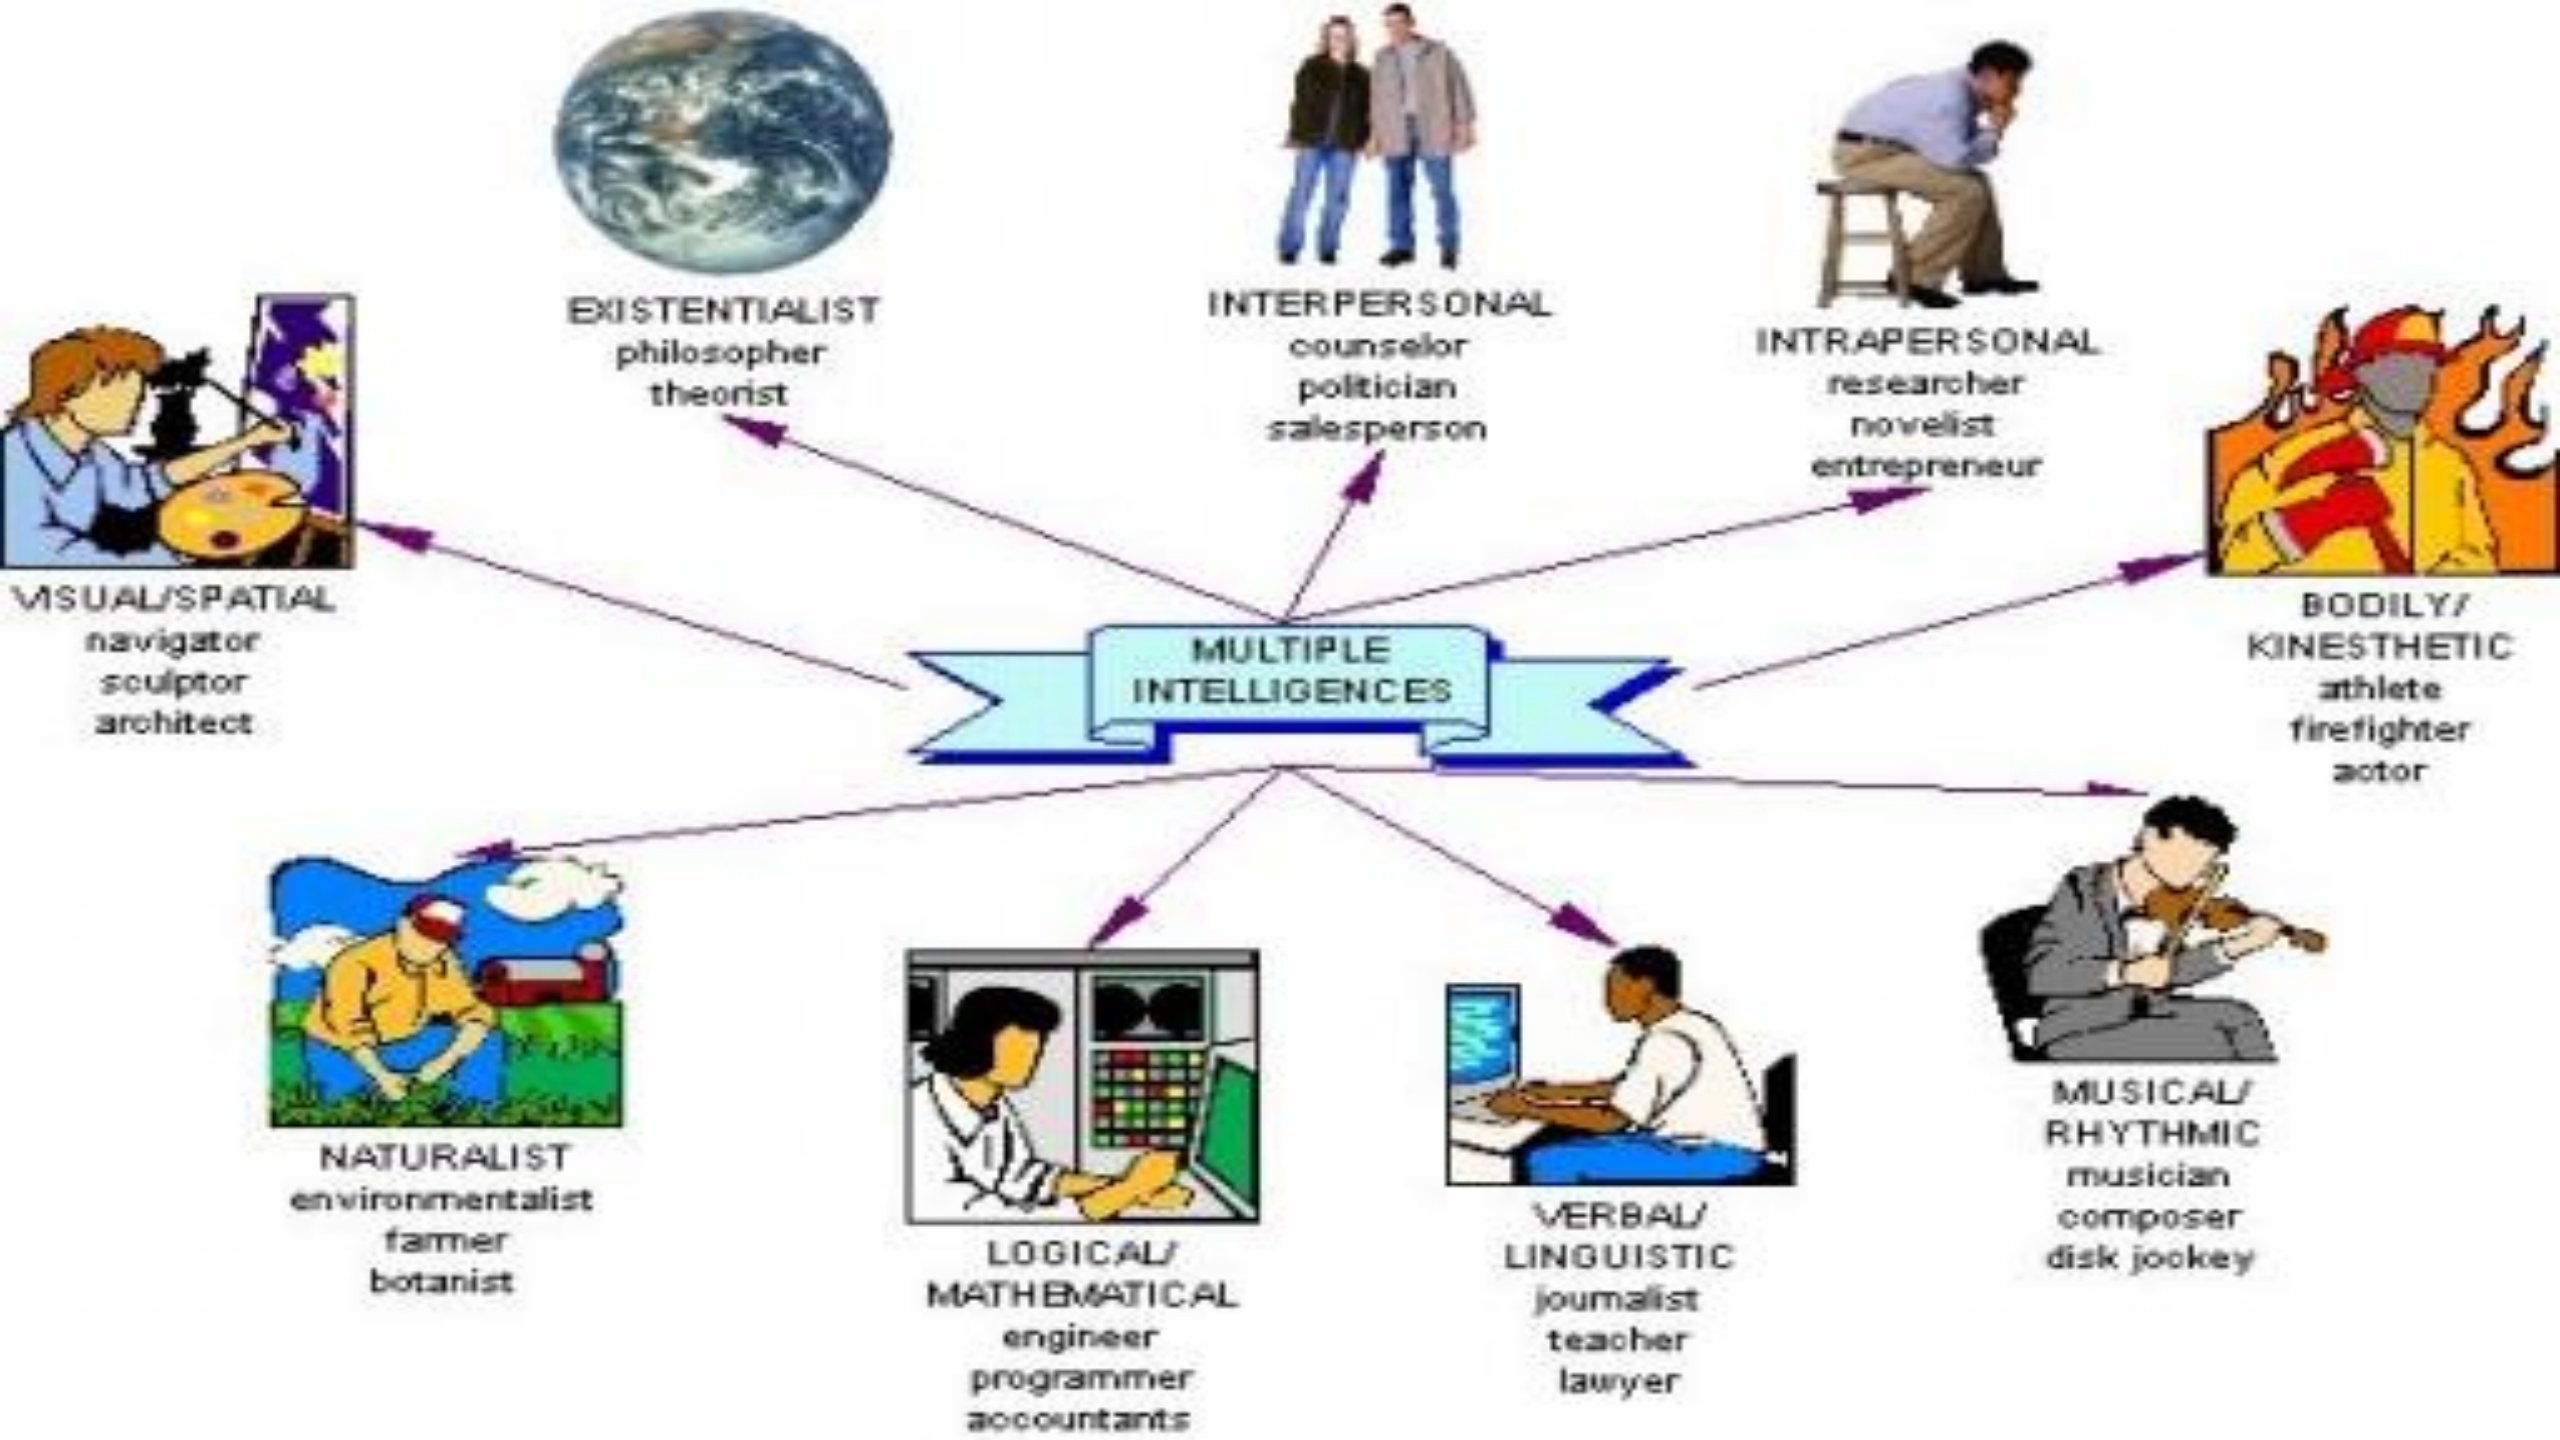 EXISTENTIALIST
philosopher
theorist
INTERPERSONAL
counselor
politician
salesperson
INTRAPERSONAL
researcher
novelist
entrepreneur
VISUAL/SPATIAL
navigator
sculptor
architect
MULTIPLE
INTELLIGENCES
BODILY/
KINESTHETIC
athlete
firefighter
actor
NATURALIST
environmentalist
farmer
botanist
LOGICAL/
MATHEMATICAL
engineer
programmer
accountants
VERBAL/
LINGUISTIC
journalist
teacher
lawyer
MUSICAL/
RHYTHMIC
musician
composer
disk jockey